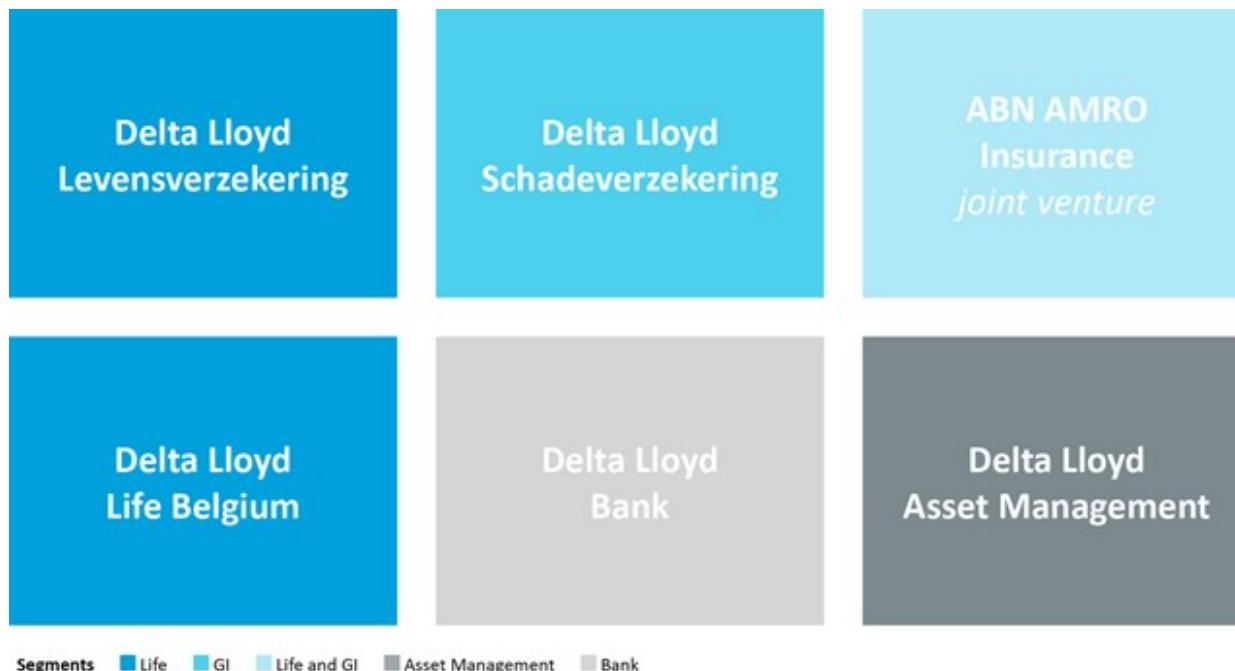 Delta Lloyd
Levensverzekering
Delta Lloyd
Schadeverzekering
ABN AMRO
Insurance
joint venture
Delta Lloyd
Life Belgium
Delta Lloyd
Bank
Delta Lloyd
Asset Management
Segments Life GI Life and GI Asset Management Bank